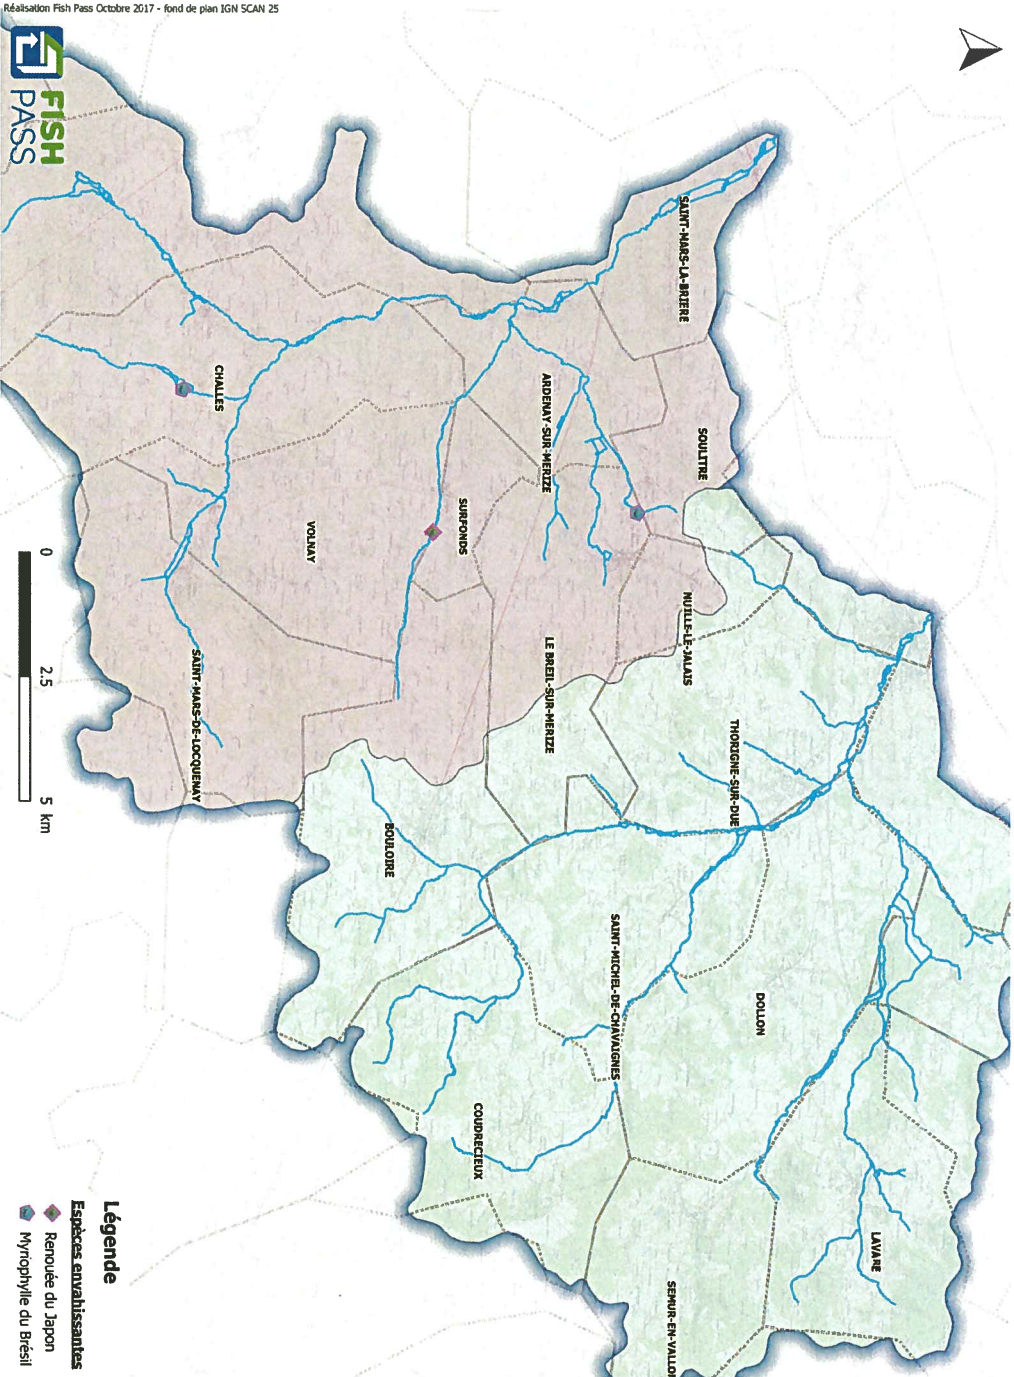 Réalisation Fish Pass Octobre 2017 - fond de plan IGN SCAN 25
FISH
PASS
SAINT-MARS-LA-BRIERE
SOULITRE
ARDENAY-SUR-MERIZE
CHALLES
SURFONDS
VOLNAY
NUILLE-LE-JALAIS
LE BREIL-SUR-MERIZE
SAINT-MARS-DE-LOCQUENAY
THORIGNE-SUR-DUE
BOULOIRE
SAINT-MICHEL-DE-CHAVAIGNES
DOLLON
COUDRECIEUX
LAVARE
SEMUR-EN-VALLON
0 2.5 5 km
Légende
Espèces envahissantes
Renouée du Japon
Myriophylle du Brésil